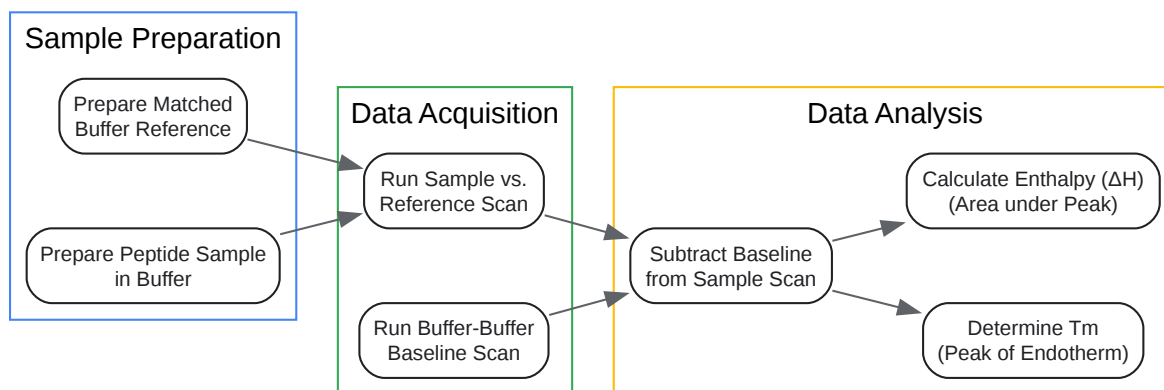 Sample Preparation
Prepare Matched
Buffer Reference
Prepare Peptide Sample
in Buffer
Data Acquisition
Run Sample vs.
Reference Scan
Run Buffer-Buffer
Baseline Scan
Data Analysis
Subtract Baseline
from Sample Scan
Calculate Enthalpy (ΔH)
(Area under Peak)
Determine Tm
(Peak of Endotherm)